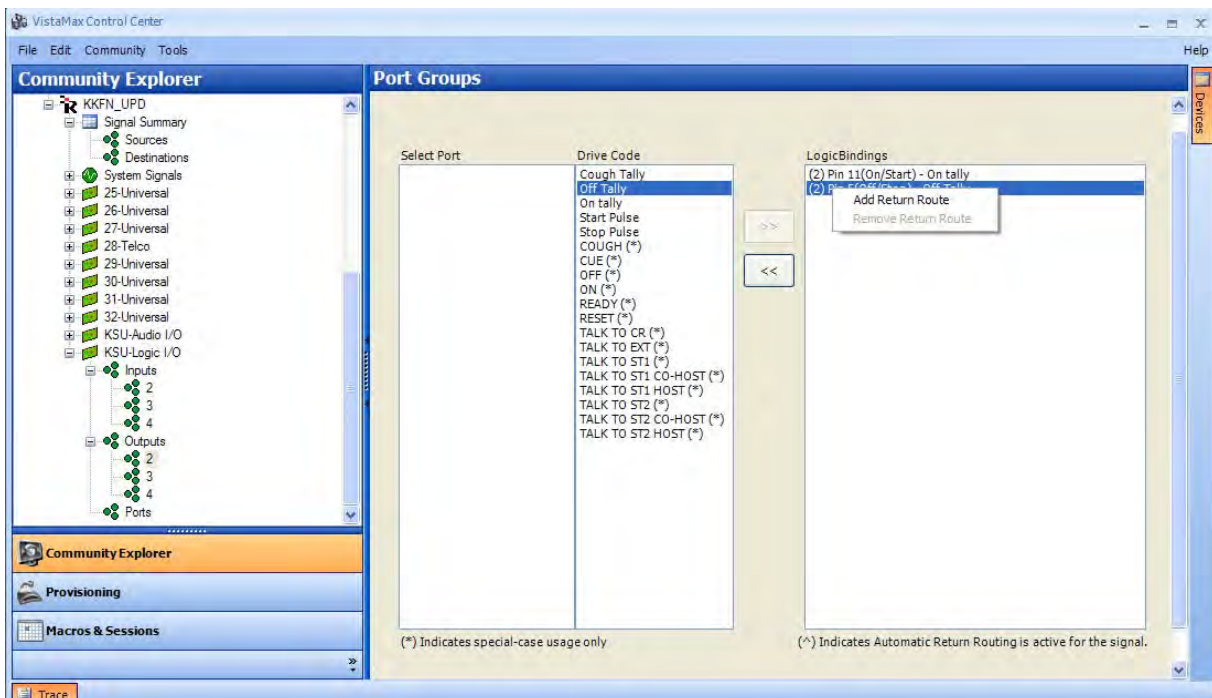 VistaMax Control Center
File Edit Community Tools
Help
Community Explorer
KKFN_UPD
Signal Summary
Sources
Destinations
System Signals
25-Universal
26-Universal
27-Universal
28-Telco
29-Universal
30-Universal
31-Universal
32-Universal
KSU-Audio I/O
KSU-Logic I/O
Inputs
2
3
4
Outputs
2
3
4
Ports
Community Explorer
Provisioning
Macros & Sessions
Trace
Port Groups
Select Port
Drive Code
Cough Tally
Off Tally
On tally
Start Pulse
Stop Pulse
COUGH (*)
CUE (*)
OFF (*)
ON (*)
READY (*)
RESET (*)
TALK TO CR (*)
TALK TO EXT (*)
TALK TO ST1 (*)
TALK TO ST1 CO-HOST (*)
TALK TO ST1 HOST (*)
TALK TO ST2 (*)
TALK TO ST2 CO-HOST (*)
TALK TO ST2 HOST (*)
>>
<<
LogicBindings
(2) Pin 11(On/Start) - On tally
(2) Pin 5(Off/Stop) - Off Tally
Add Return Route
Remove Return Route
(*) Indicates special-case usage only
(^) Indicates Automatic Return Routing is active for the signal.
Devices